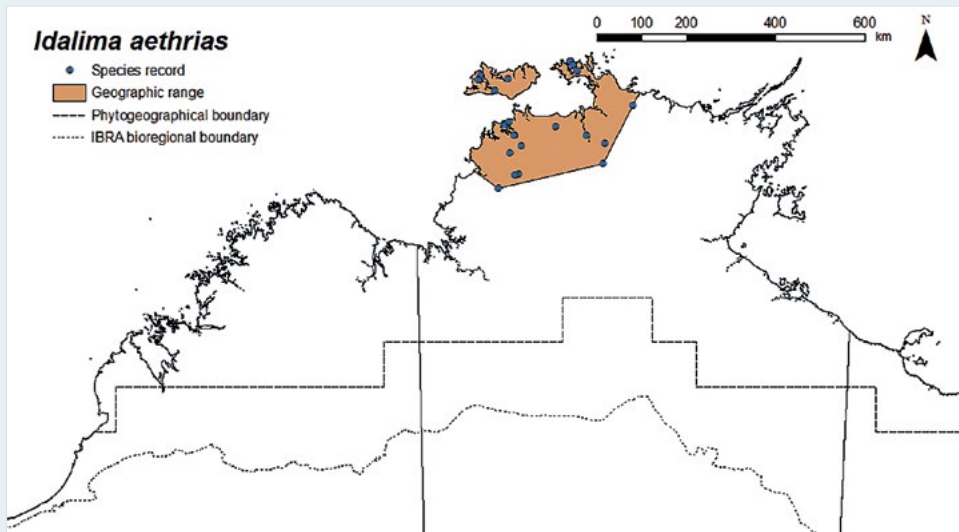 Idalima aethrias
Species record
Geographic range
Phytogeographical boundary
IBRA bioregional boundary
0 100 200 400 600
km
N